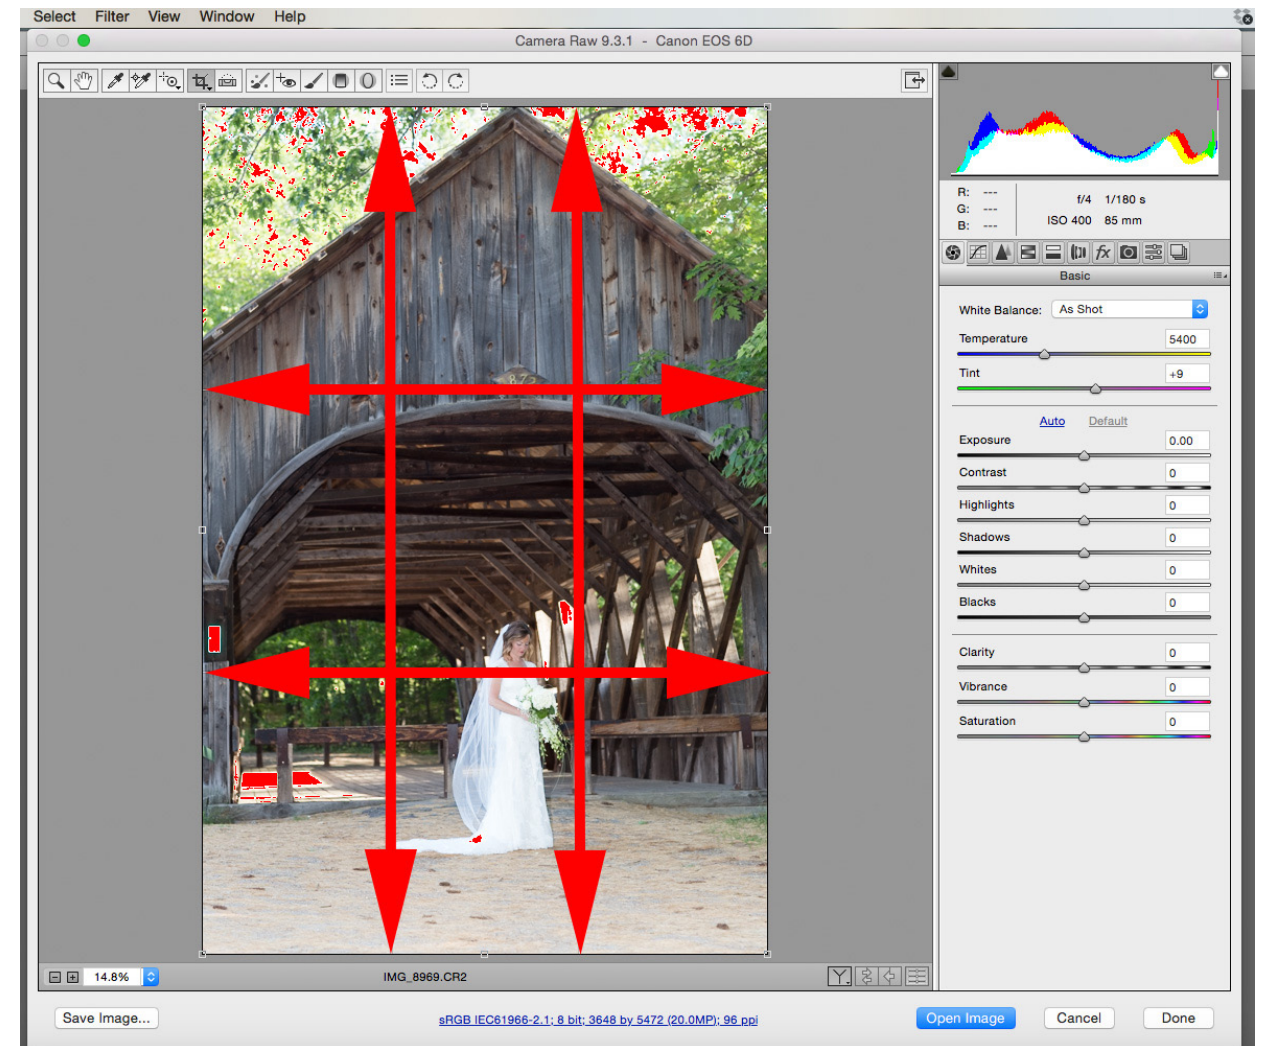 Select Filter View Window Help
Camera Raw 9.3.1 - Canon EOS 6D
R: ---
G: ---
B: ---
f/4 1/180 s
ISO 400 85 mm
fx
Basic
White Balance: As Shot
Temperature 5400
Tint +9
Auto Default
Exposure 0.00
Contrast 0
Highlights 0
Shadows 0
Whites 0
Blacks 0
Clarity 0
Vibrance 0
Saturation 0
14.8% IMG_8969.CR2 Y
Save Image... sRGB IEC61966-2.1; 8 bit; 3648 by 5472 (20.0MP); 96 ppi Open Image Cancel Done